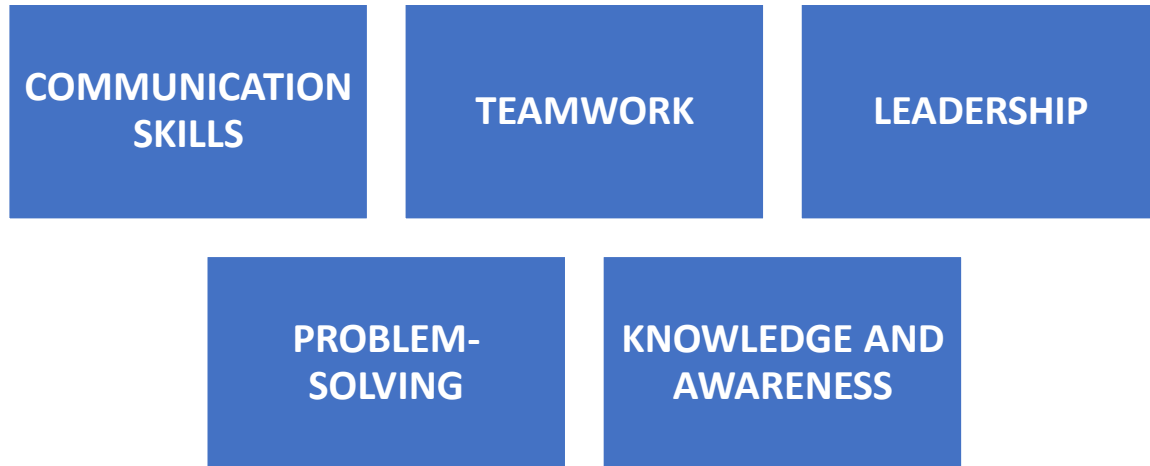 COMMUNICATION
SKILLS
TEAMWORK
LEADERSHIP
PROBLEM-
SOLVING
KNOWLEDGE AND
AWARENESS